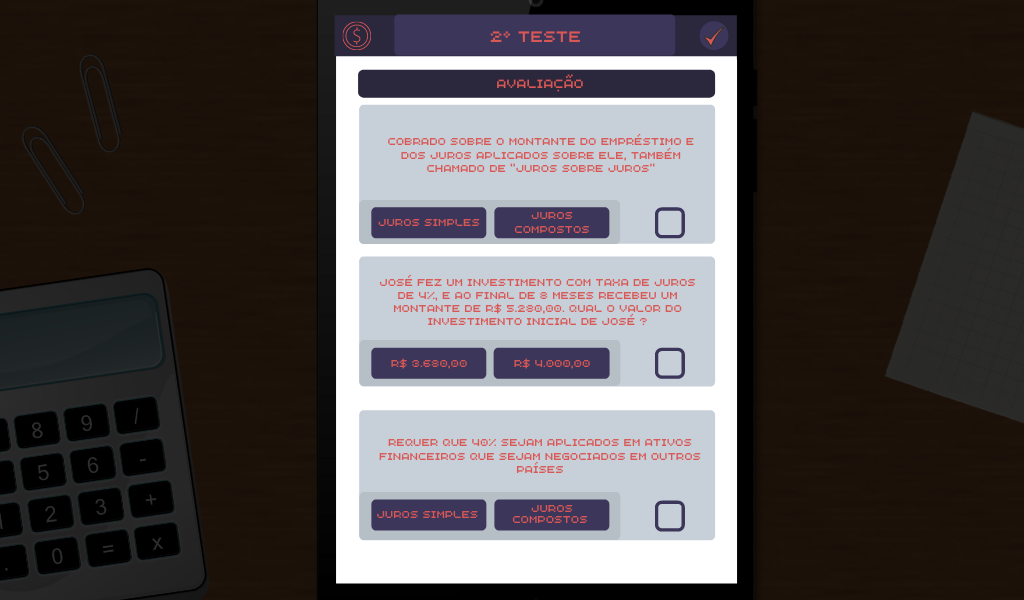 2º TESTE
AVALIAÇÃO
COBRADO SOBRE O MONTANTE DO EMPRÉSTIMO E
DOS JUROS APLICADOS SOBRE ELE, TAMBÉM
CHAMADO DE "JUROS SOBRE JUROS"
JUROS SIMPLES
JUROS
COMPOSTOS
JOSÉ FEZ UM INVESTIMENTO COM TAXA DE JUROS
DE 4%, E AO FINAL DE 8 MESES RECEBEU UM
MONTANTE DE R$ 5.280,00. QUAL O VALOR DO
INVESTIMENTO INICIAL DE JOSÉ ?
R$ 3.680,00
R$ 4.000,00
REQUER QUE 40% SEJAM APLICADOS EM ATIVOS
FINANCEIROS QUE SEJAM NEGOCIADOS EM OUTROS
PAÍSES
JUROS SIMPLES
JUROS
COMPOSTOS
8 9 /
5 6 -
1 2 3 +
. 0 = x